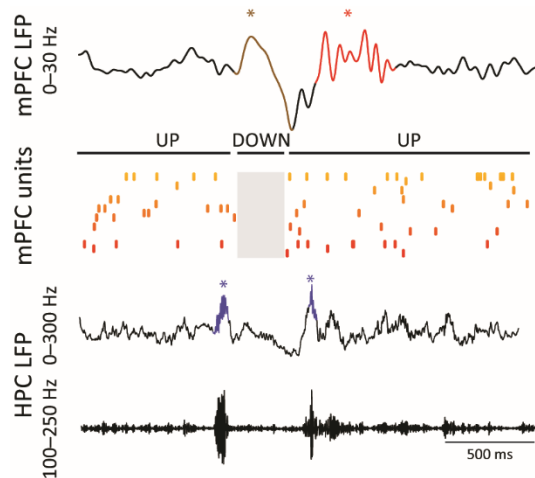 *
*
mPFC LFP
0–30 Hz
UP
DOWN
UP
mPFC units
*
*
HPC LFP
0–300 Hz
100–250 Hz
500 ms